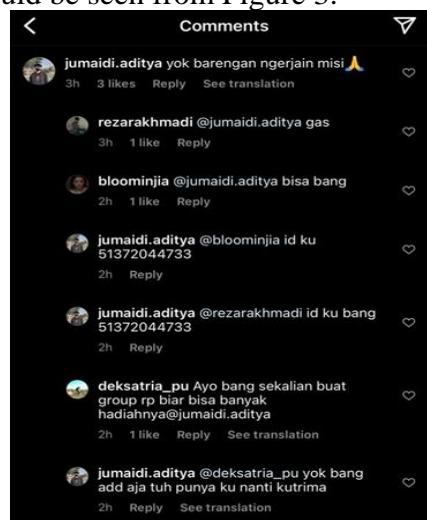 ould be seen from Figure 3.
Comments
jumaidi.aditya yok barengan ngerjain misi🙏
3h 3 likes Reply See translation
rezarakhmadi @jumaidi.aditya gas
3h 1 like Reply
bloominjia @jumaidi.aditya bisa bang
2h 1 like Reply
jumaidi.aditya @bloominjia id ku
51372044733
2h Reply
jumaidi.aditya @rezarakhmadi id ku bang
51372044733
2h Reply
deksatria_pu Ayo bang sekalian buat
group rp biar bisa banyak
hadiahnya@jumaidi.aditya
2h 1 like Reply See translation
jumaidi.aditya @deksatria_pu yok bang
add aja tuh punya ku nanti kutrima
2h Reply See translation